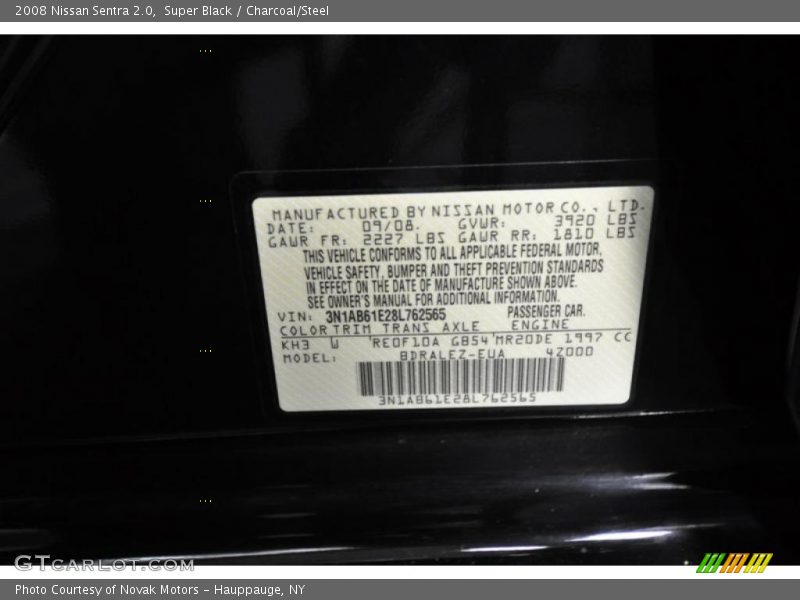 2008 Nissan Sentra 2.0,  Super Black / Charcoal/Steel
MANUFACTURED BY NISSAN MOTOR CO., LTD.
DATE: 09/08. GVWR: 3920 LBS
GAWR FR: 2227 LBS GAWR RR: 1810 LBS
THIS VEHICLE CONFORMS TO ALL APPLICABLE FEDERAL MOTOR,
VEHICLE SAFETY, BUMPER AND THEFT PREVENTION STANDARDS
IN EFFECT ON THE DATE OF MANUFACTURE SHOWN ABOVE.
SEE OWNER'S MANUAL FOR ADDITIONAL INFORMATION.
VIN: 3N1AB61E28L762565 PASSENGER CAR.
COLOR TRIM TRANS AXLE ENGINE
KH3 W RE0F10A GB54 MR20DE 1997 CC
MODEL: BDRALEZ-EUA 4Z000
3N1AB61E28L762565
GTCARLOT.COM
Photo Courtesy of Novak Motors – Hauppauge, NY